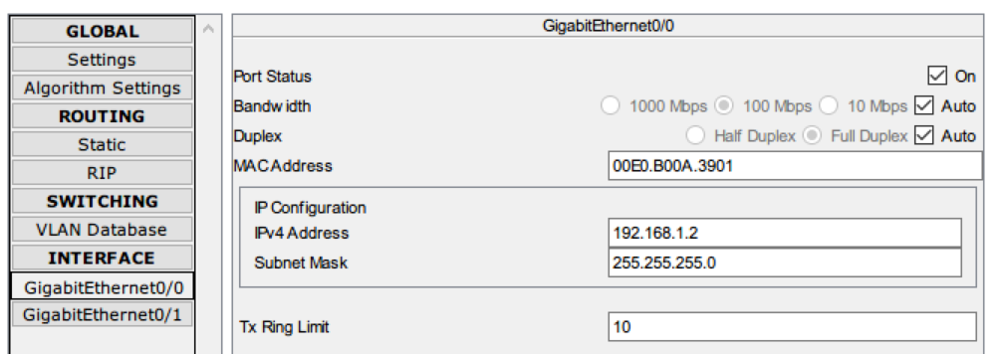 GLOBAL
Settings
Algorithm Settings
ROUTING
Static
RIP
SWITCHING
VLAN Database
INTERFACE
GigabitEthernet0/0
GigabitEthernet0/1
GigabitEthernet0/0
Port Status On
Bandwidth 1000 Mbps 100 Mbps 10 Mbps Auto
Duplex Half Duplex Full Duplex Auto
MAC Address 00E0.B00A.3901
IP Configuration
IPv4 Address 192.168.1.2
Subnet Mask 255.255.255.0
Tx Ring Limit 10